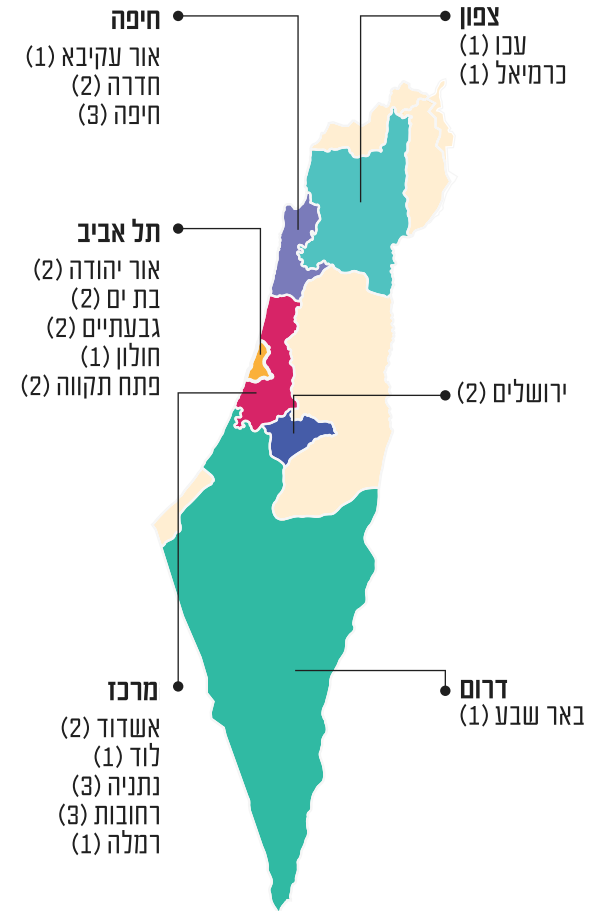 צפון
עכו (1)
כרמיאל (1)
חיפה
אור עקיבא (1)
חדרה (2)
חיפה (3)
תל אביב
אור יהודה (2)
בת ים (2)
גבעתיים (2)
חולון (1)
פתח תקווה (2)
ירושלים (2)
דרום
באר שבע (1)
מרכז
אשדוד (2)
לוד (1)
נתניה (3)
רחובות (3)
רמלה (1)